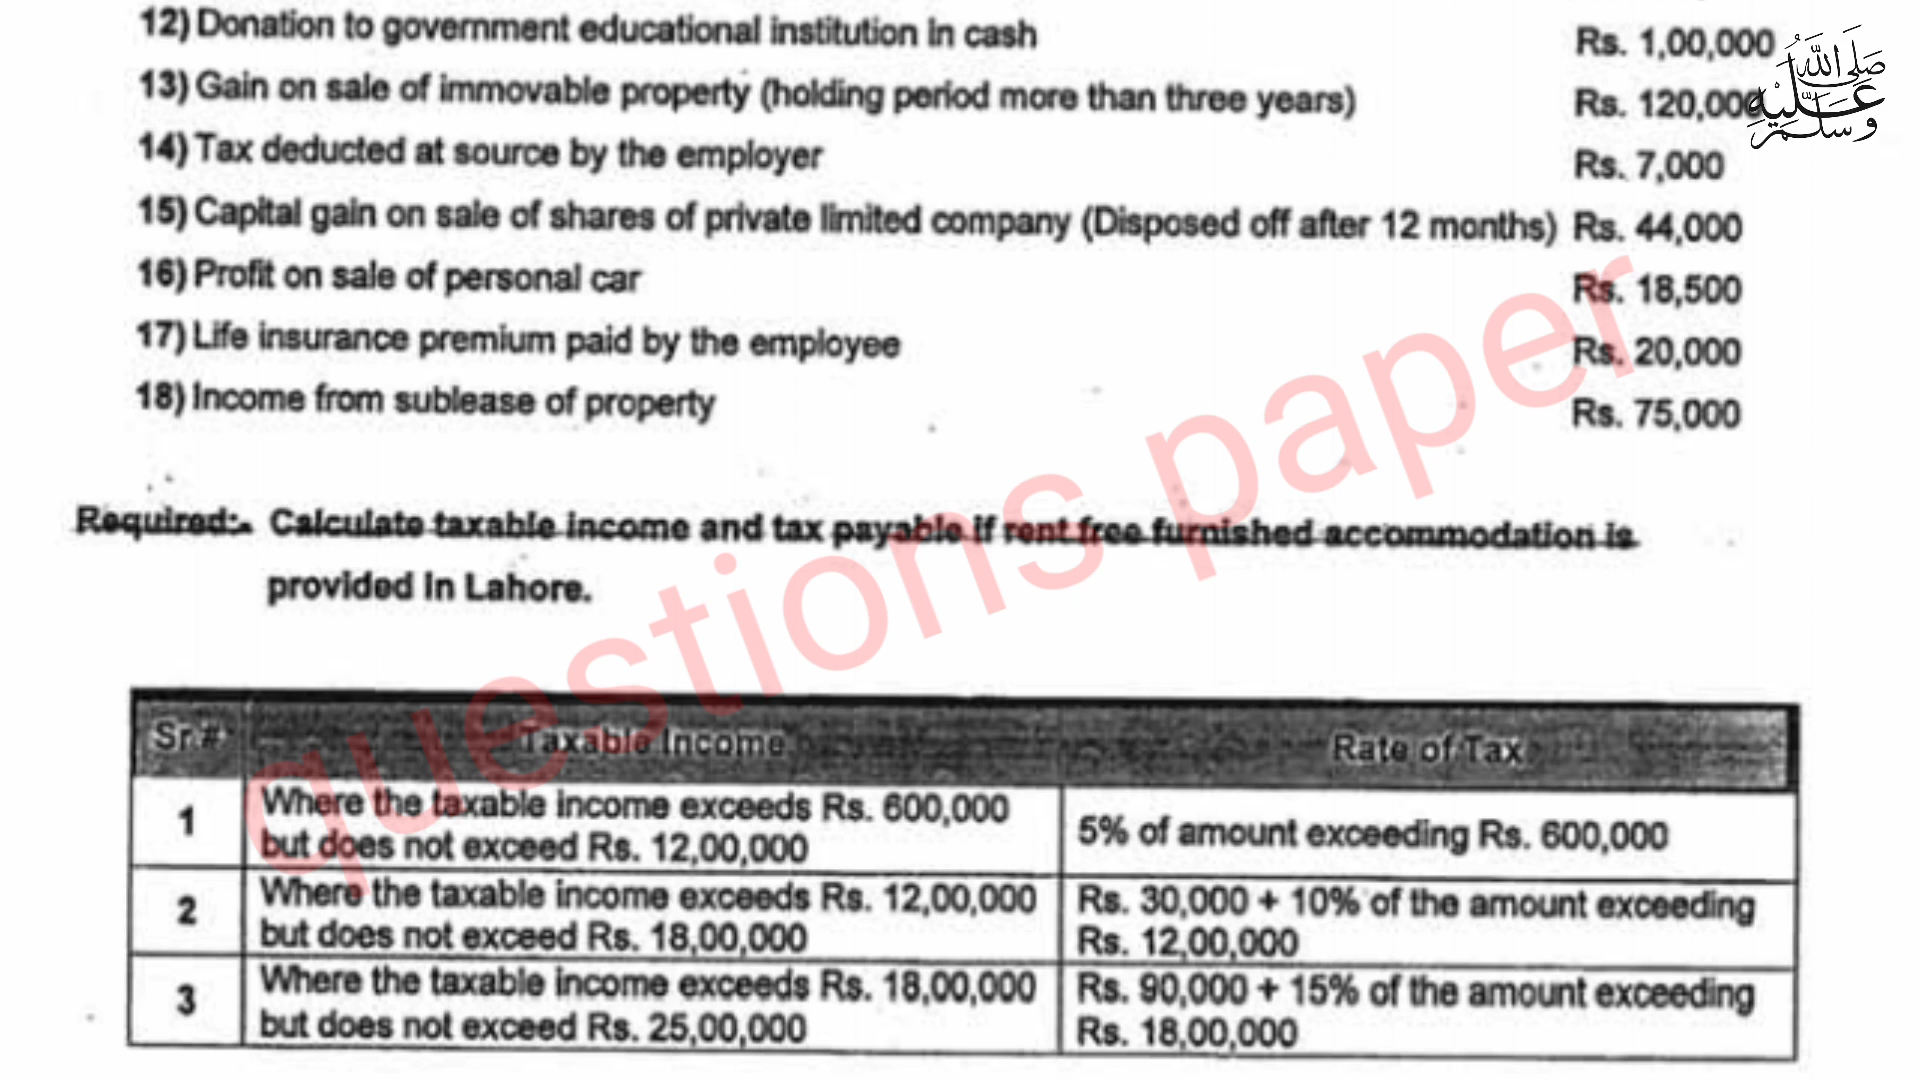 12) Donation to government educational institution in cash Rs. 1,00,000
صلى الله عليه وسلم
13) Gain on sale of immovable property (holding period more than three years) Rs. 120,000
14) Tax deducted at source by the employer Rs. 7,000
15) Capital gain on sale of shares of private limited company (Disposed off after 12 months) Rs. 44,000
16) Profit on sale of personal car Rs. 18,500
17) Life insurance premium paid by the employee Rs. 20,000
18) Income from sublease of property Rs. 75,000
Required:- Calculate taxable income and tax payable if rent free furnished accommodation is
provided in Lahore.
questions paper
Sr.# Taxable Income Rate of Tax
1 Where the taxable income exceeds Rs. 600,000
but does not exceed Rs. 12,00,000
5% of amount exceeding Rs. 600,000
2 Where the taxable income exceeds Rs. 12,00,000
but does not exceed Rs. 18,00,000
Rs. 30,000 + 10% of the amount exceeding
Rs. 12,00,000
3 Where the taxable income exceeds Rs. 18,00,000
but does not exceed Rs. 25,00,000
Rs. 90,000 + 15% of the amount exceeding
Rs. 18,00,000